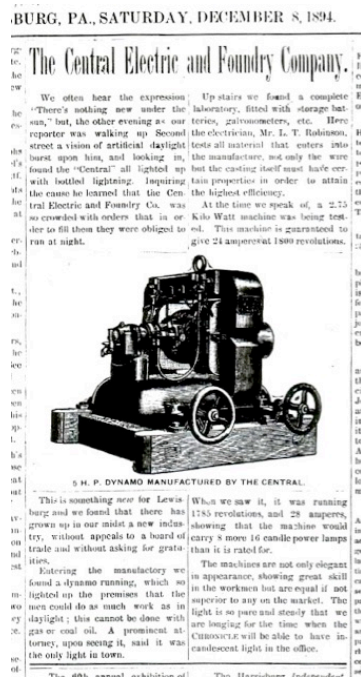 BURG, PA., SATURDAY, DECEMBER 8, 1894.
The Central Electric and Foundry Company.
We often hear the expression
"There's nothing new under the
sun," but, the other evening as our
reporter was walking up Second
street a vision of artificial daylight
burst upon him, and looking in,
found the "Central" all lighted up
with bottled lightning. Inquiring
the cause he learned that the Cen-
tral Electric and Foundry Co. was
so crowded with orders that in or-
der to fill them they were obliged to
run at night.
Up stairs we found a complete
laboratory, fitted with storage bat-
teries, galvonometers, etc. Here
the electrician, Mr. L. T. Robinson,
tests all material that enters into
the manufacture, not only the wire
but the casting itself must have cer-
tain properties in order to attain
the highest efficiency.
At the time we speak of, a 2.75
Kilo Watt machine was being test-
ed. This machine is guaranteed to
give 24 amperes at 1800 revolutions.
5 H. P. DYNAMO MANUFACTURED BY THE CENTRAL.
This is something new for Lewis-
burg and we found that there has
grown up in our midst a new indus-
try, without appeals to a board of
trade and without asking for gratu-
ities.
Entering the manufactory we
found a dynamo running, which so
lighted up the premises that the
men could do as much work as in
daylight; this cannot be done with
gas or coal oil. A prominent at-
torney, upon seeing it, said it was
the only light in town.
When we saw it, it was running
1785 revolutions, and 28 amperes,
showing that the machine would
carry 8 more 16 candle power lamps
than it is rated for.
The machines are not only elegant
in appearance, showing great skill
in the workmen but are equal if not
superior to any on the market. The
light is so pure and steady that we
are longing for the time when the
CHRONICLE will be able to have in-
candescent light in the office.